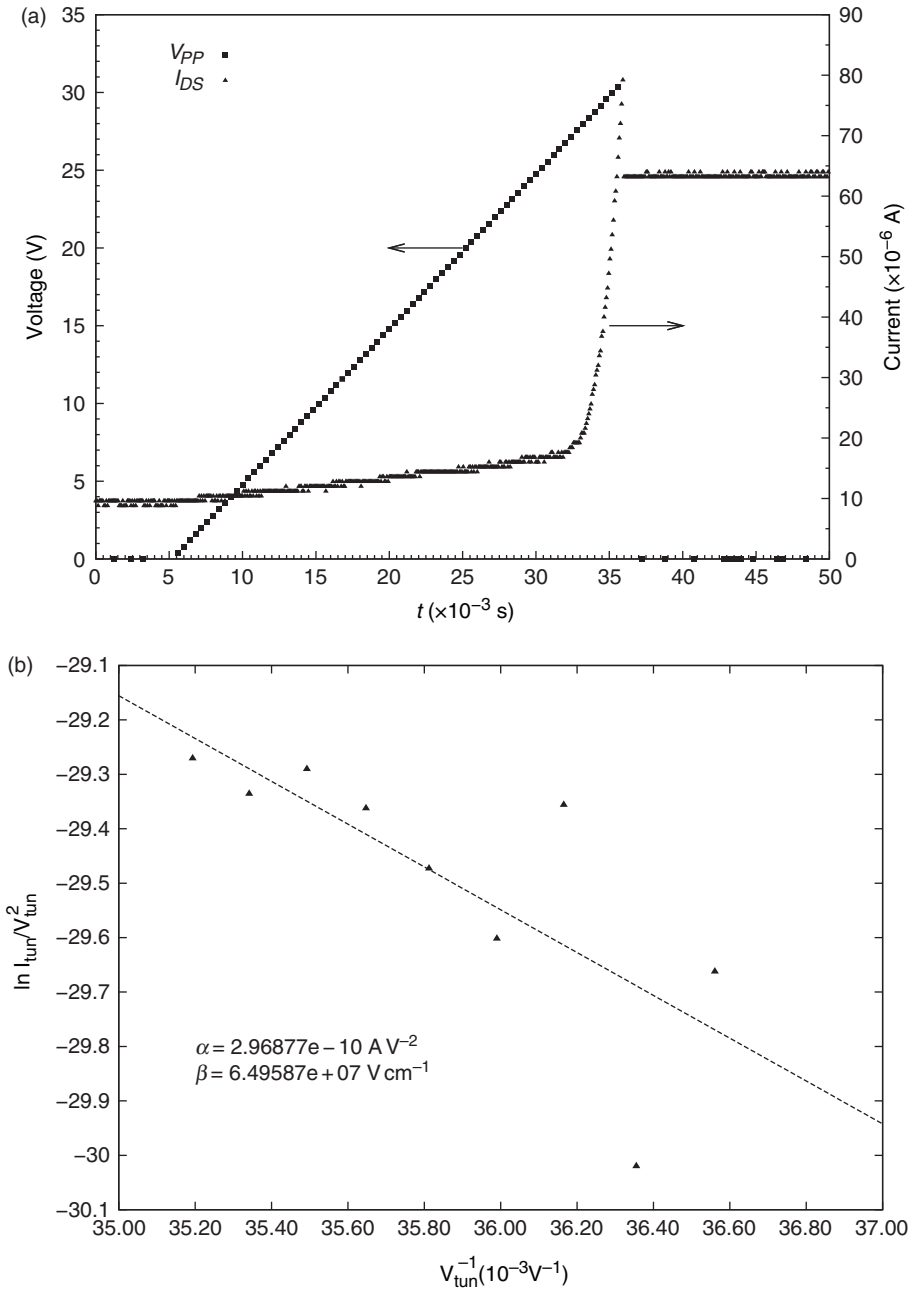 (a)
V_PP
I_DS
Voltage (V)
35
30
25
20
15
10
5
0
90
80
70
60
50
40
30
20
10
0
Current (×10⁻⁶ A)
0 5 10 15 20 25 30 35 40 45 50
t (×10⁻³ s)
(b)
ln I_tun/V²_tun
−29.1
−29.2
−29.3
−29.4
−29.5
−29.6
−29.7
−29.8
−29.9
−30
−30.1
α = 2.96877e − 10 A V⁻²
β = 6.49587e + 07 V cm⁻¹
35.00 35.20 35.40 35.60 35.80 36.00 36.20 36.40 36.60 36.80 37.00
V_tun⁻¹(10⁻³V⁻¹)